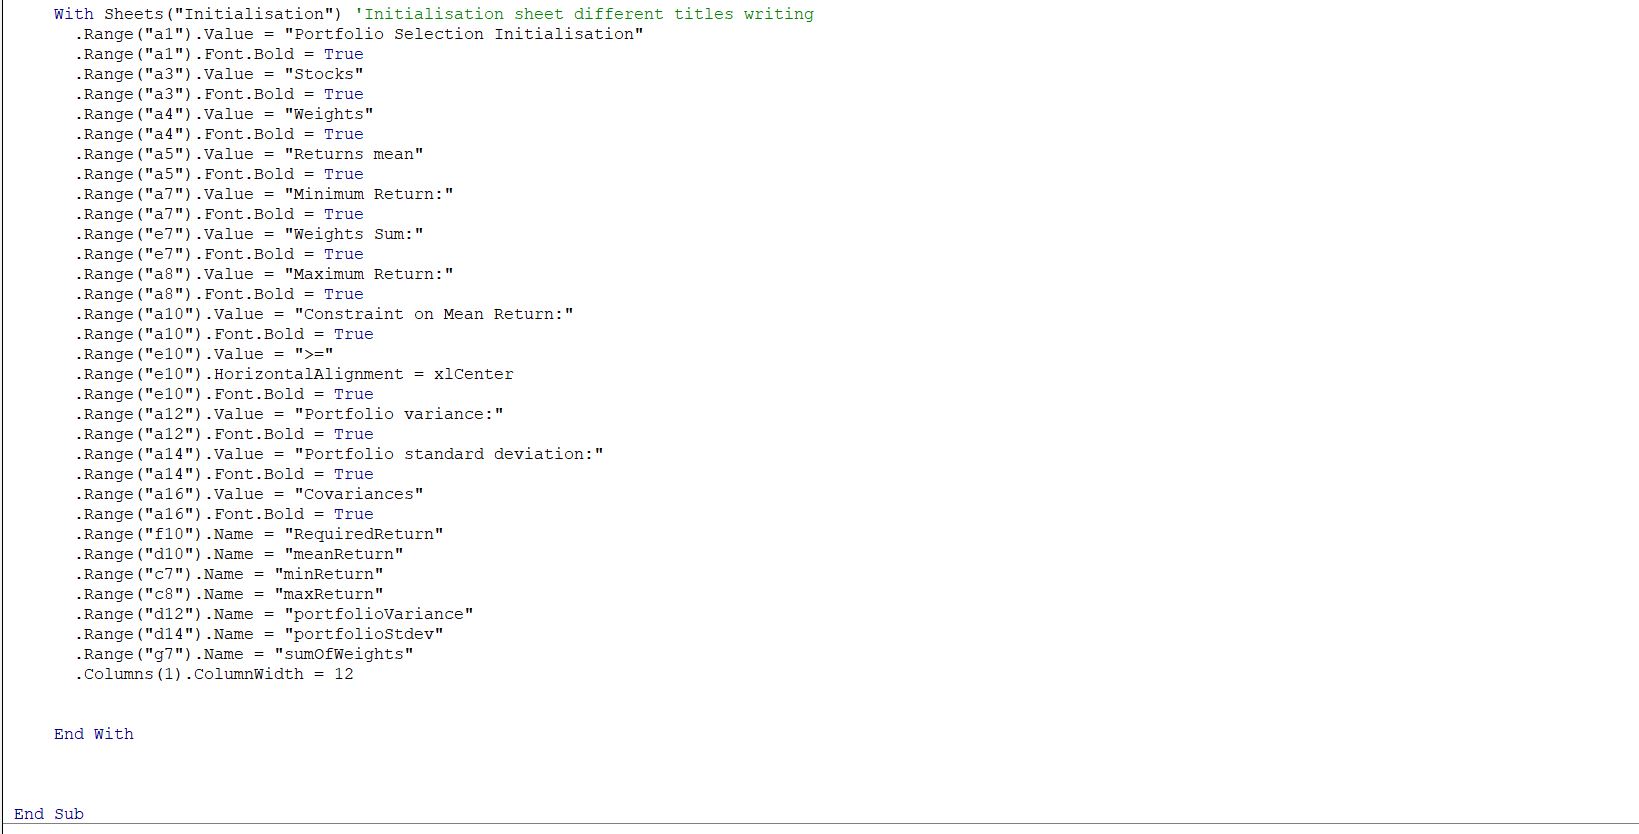 With Sheets("Initialisation") 'Initialisation sheet different titles writing
.Range("a1").Value = "Portfolio Selection Initialisation"
.Range("a1").Font.Bold = True
.Range("a3").Value = "Stocks"
.Range("a3").Font.Bold = True
.Range("a4").Value = "Weights"
.Range("a4").Font.Bold = True
.Range("a5").Value = "Returns mean"
.Range("a5").Font.Bold = True
.Range("a7").Value = "Minimum Return:"
.Range("a7").Font.Bold = True
.Range("e7").Value = "Weights Sum:"
.Range("e7").Font.Bold = True
.Range("a8").Value = "Maximum Return:"
.Range("a8").Font.Bold = True
.Range("a10").Value = "Constraint on Mean Return:"
.Range("a10").Font.Bold = True
.Range("e10").Value = ">="
.Range("e10").HorizontalAlignment = xlCenter
.Range("e10").Font.Bold = True
.Range("a12").Value = "Portfolio variance:"
.Range("a12").Font.Bold = True
.Range("a14").Value = "Portfolio standard deviation:"
.Range("a14").Font.Bold = True
.Range("a16").Value = "Covariances"
.Range("a16").Font.Bold = True
.Range("f10").Name = "RequiredReturn"
.Range("d10").Name = "meanReturn"
.Range("c7").Name = "minReturn"
.Range("c8").Name = "maxReturn"
.Range("d12").Name = "portfolioVariance"
.Range("d14").Name = "portfolioStdev"
.Range("g7").Name = "sumOfWeights"
.Columns(1).ColumnWidth = 12
End With
End Sub